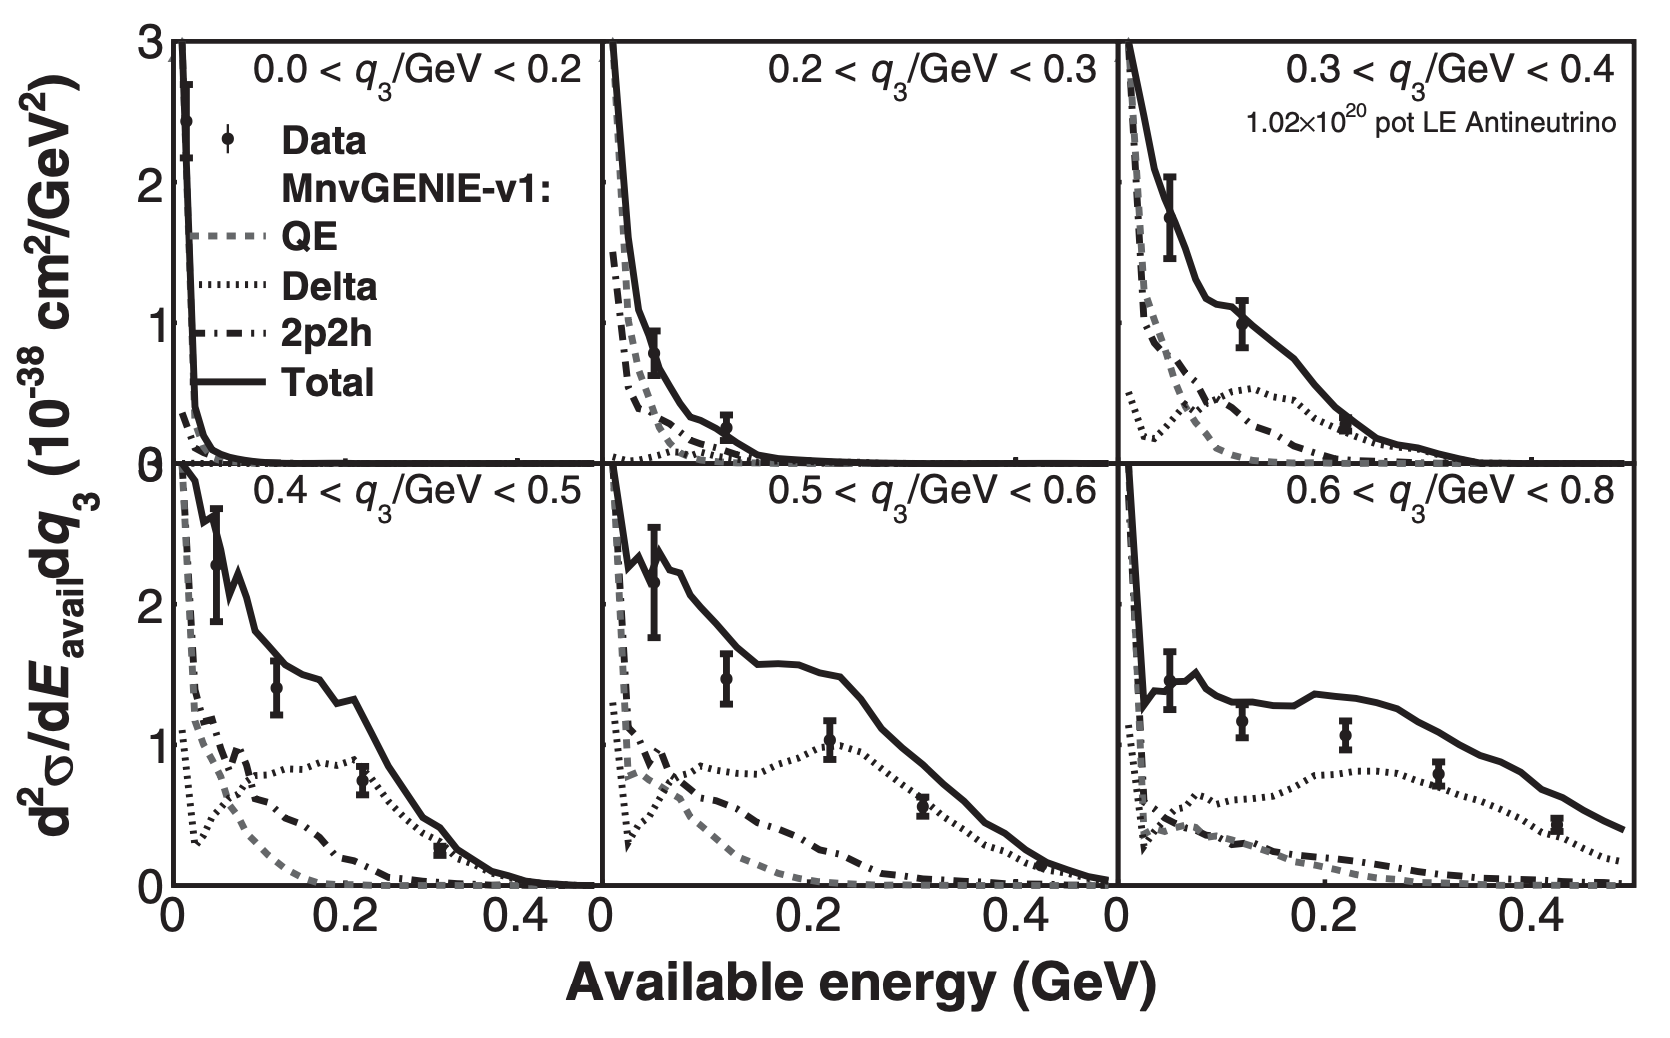 d²σ/dE_avail dq₃ (10⁻³⁸ cm²/GeV²)
3
2
1
0
0.0 < q₃/GeV < 0.2
Data
MnvGENIE-v1:
QE
Delta
2p2h
Total
0.2 < q₃/GeV < 0.3
0.3 < q₃/GeV < 0.4
1.02×10²⁰ pot LE Antineutrino
3
2
1
0
0.4 < q₃/GeV < 0.5
0.5 < q₃/GeV < 0.6
0.6 < q₃/GeV < 0.8
0 0.2 0.4 0 0.2 0.4 0 0.2 0.4
Available energy (GeV)